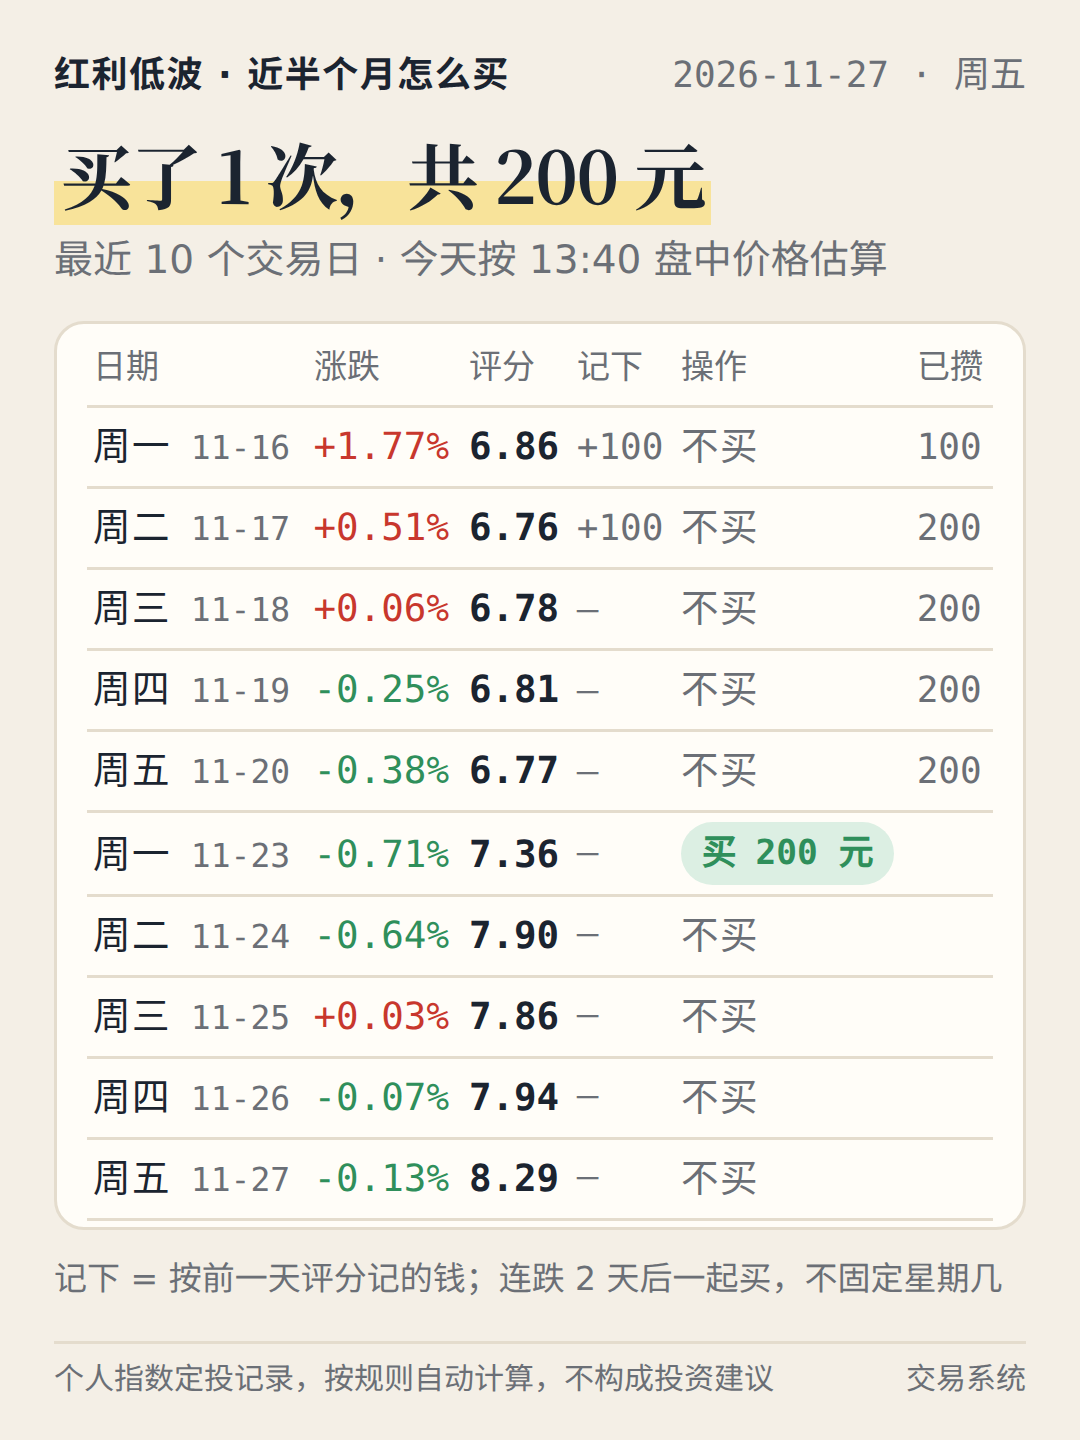 红利低波 · 近半个月怎么买 2026-11-27 · 周五
买了 1 次，共 200 元
最近 10 个交易日 · 今天按 13:40 盘中价格估算
日期 涨跌 评分 记下 操作 已攒
周一 11-16 +1.77% 6.86 +100 不买 100
周二 11-17 +0.51% 6.76 +100 不买 200
周三 11-18 +0.06% 6.78 — 不买 200
周四 11-19 -0.25% 6.81 — 不买 200
周五 11-20 -0.38% 6.77 — 不买 200
周一 11-23 -0.71% 7.36 — 买 200 元
周二 11-24 -0.64% 7.90 — 不买
周三 11-25 +0.03% 7.86 — 不买
周四 11-26 -0.07% 7.94 — 不买
周五 11-27 -0.13% 8.29 — 不买
记下 = 按前一天评分记的钱；连跌 2 天后一起买，不固定星期几
个人指数定投记录，按规则自动计算，不构成投资建议 交易系统